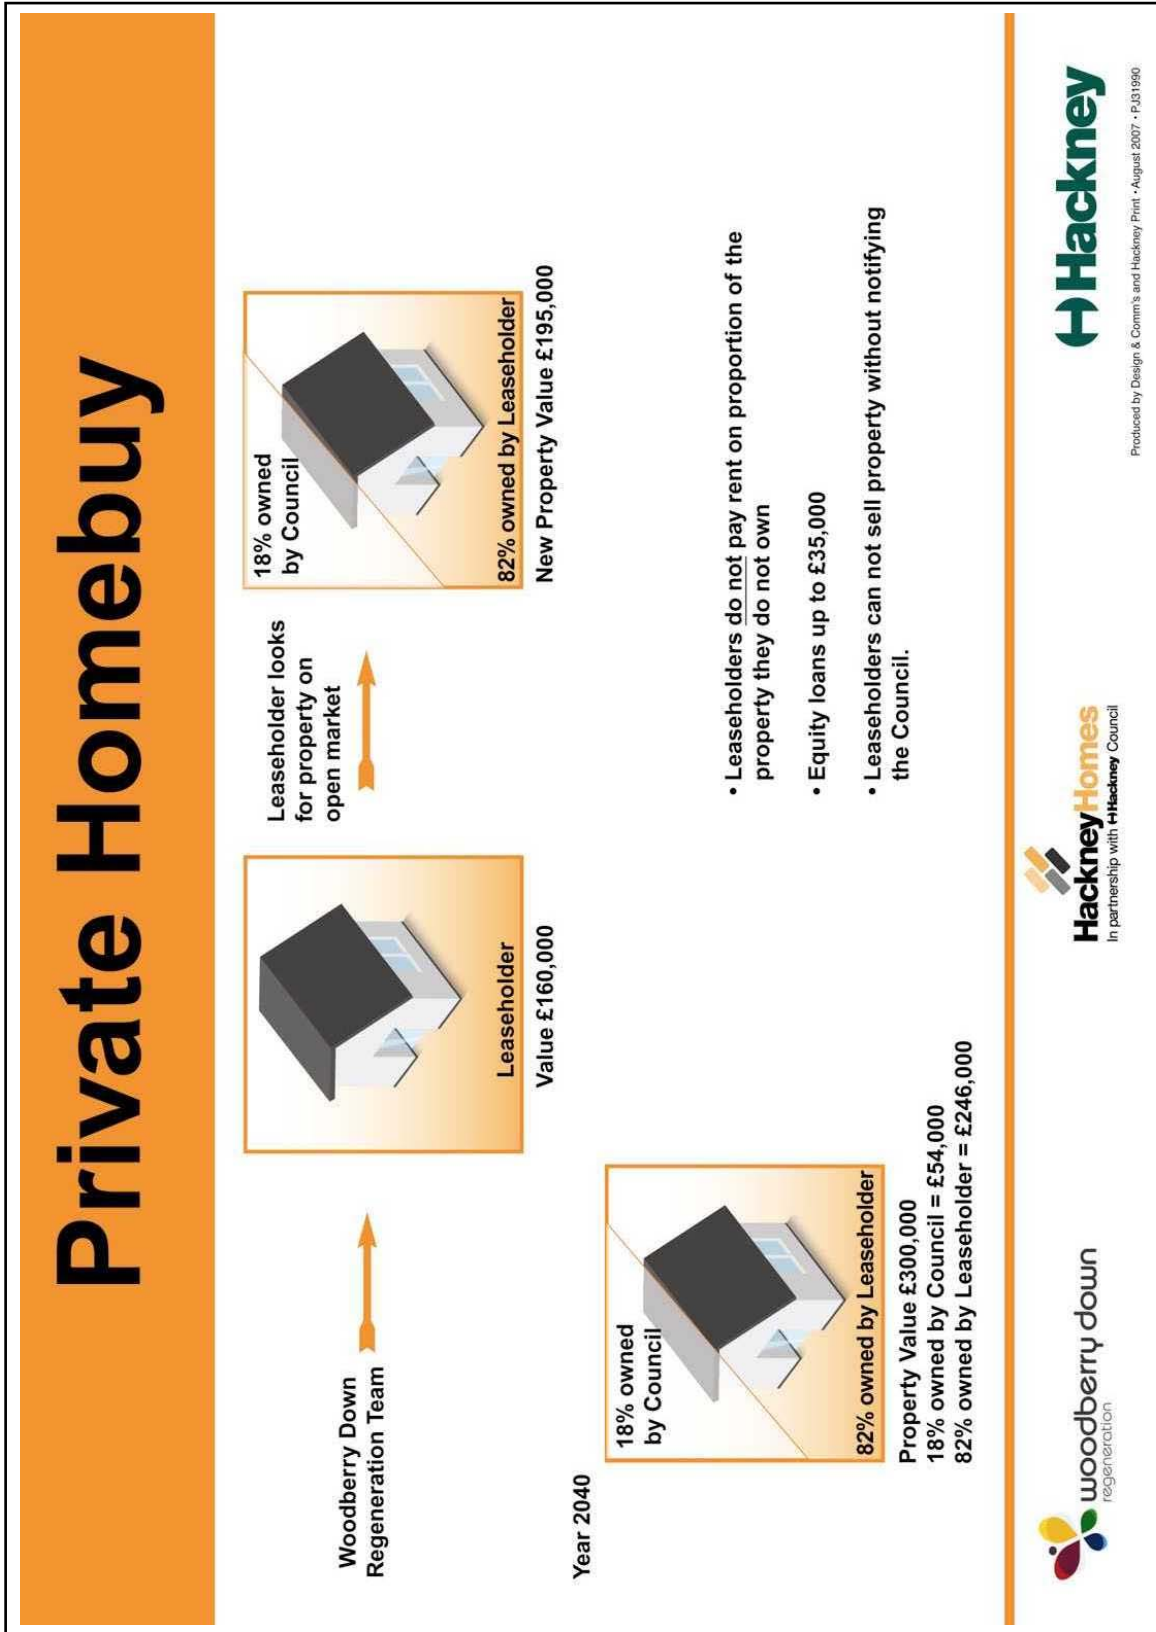 Private Homebuy
Woodberry Down
Regeneration Team
Leaseholder
Value £160,000
Leaseholder looks
for property on
open market
18% owned
by Council
82% owned by Leaseholder
New Property Value £195,000
Year 2040
18% owned
by Council
82% owned by Leaseholder
Property Value £300,000
18% owned by Council = £54,000
82% owned by Leaseholder = £246,000
• Leaseholders do not pay rent on proportion of the
property they do not own
• Equity loans up to £35,000
• Leaseholders can not sell property without notifying
the Council.
woodberry down
regeneration
HackneyHomes
In partnership with Hackney Council
Hackney
Produced by Design & Comm's and Hackney Print • August 2007 • PJ31990